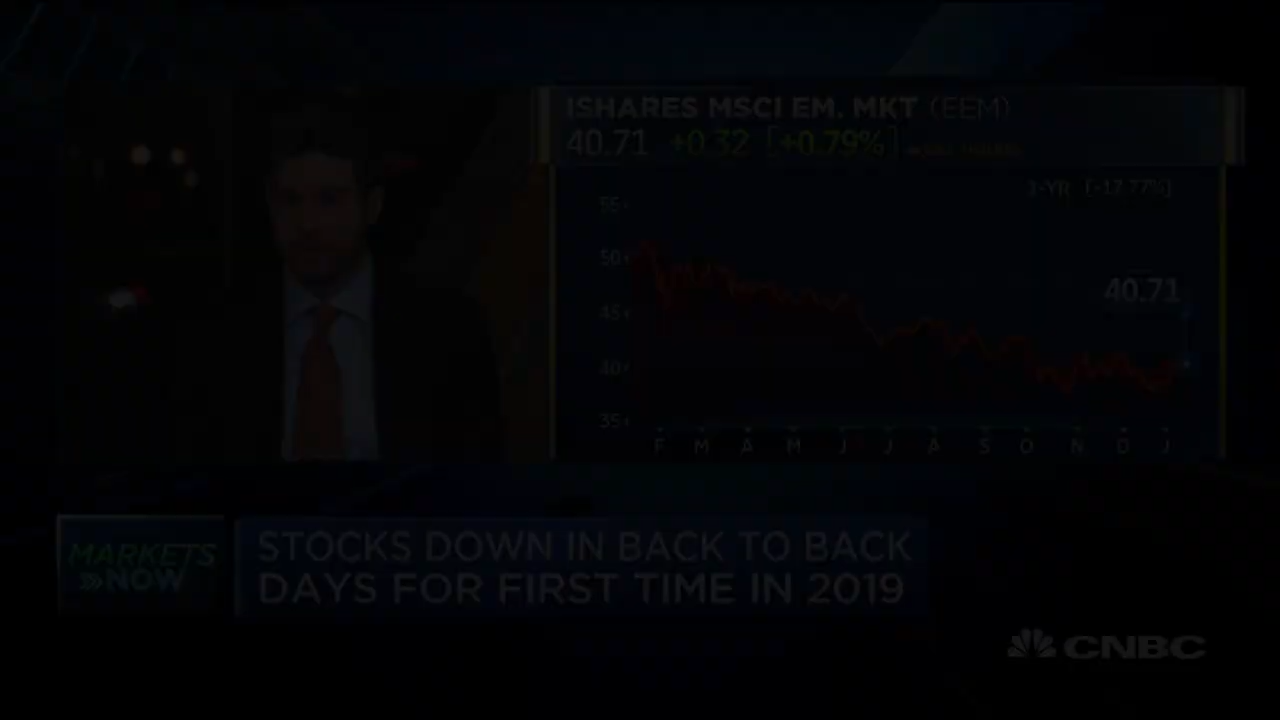 ISHARES MSCI EM. MKT (EEM)
40.71 +0.32 [+0.79%]
1-YR [-17.77%]
55
50
40.71
45
40
35
F M A M J J A S O N D J
MARKETS
NOW
STOCKS DOWN IN BACK TO BACK
DAYS FOR FIRST TIME IN 2019
CNBC